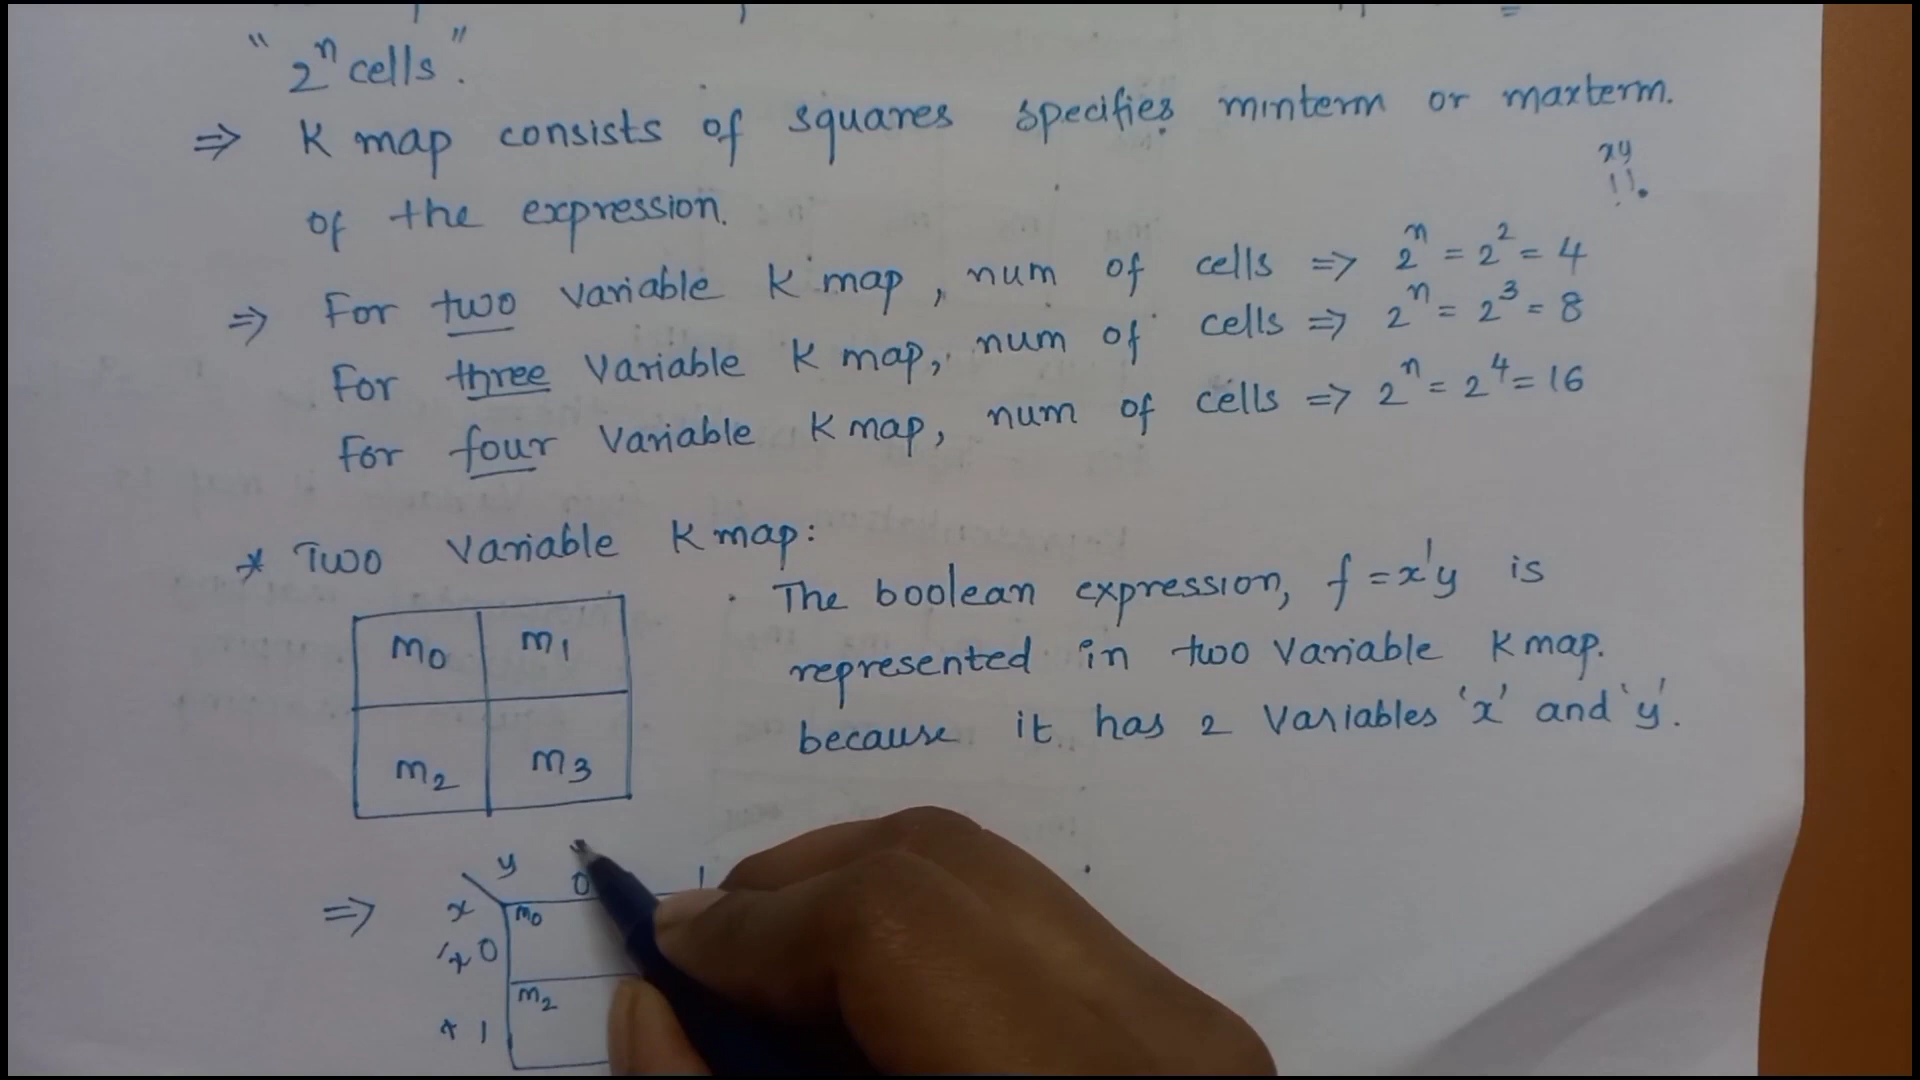 "2ⁿ cells".
⇒ K map consists of squares specifies minterm or maxterm.
xy
11.
of the expression.
⇒ For two variable K map, num of cells ⇒ 2ⁿ = 2² = 4
For three variable K map, num of cells ⇒ 2ⁿ = 2³ = 8
For four variable K map, num of cells ⇒ 2ⁿ = 2⁴ = 16
* Two variable K map:
m₀ m₁
m₂ m₃
The boolean expression, f = x'y is
represented in two variable K map.
because it has 2 variables 'x' and 'y'.
⇒ y 0 1
x m₀
x' 0
m₂
x 1